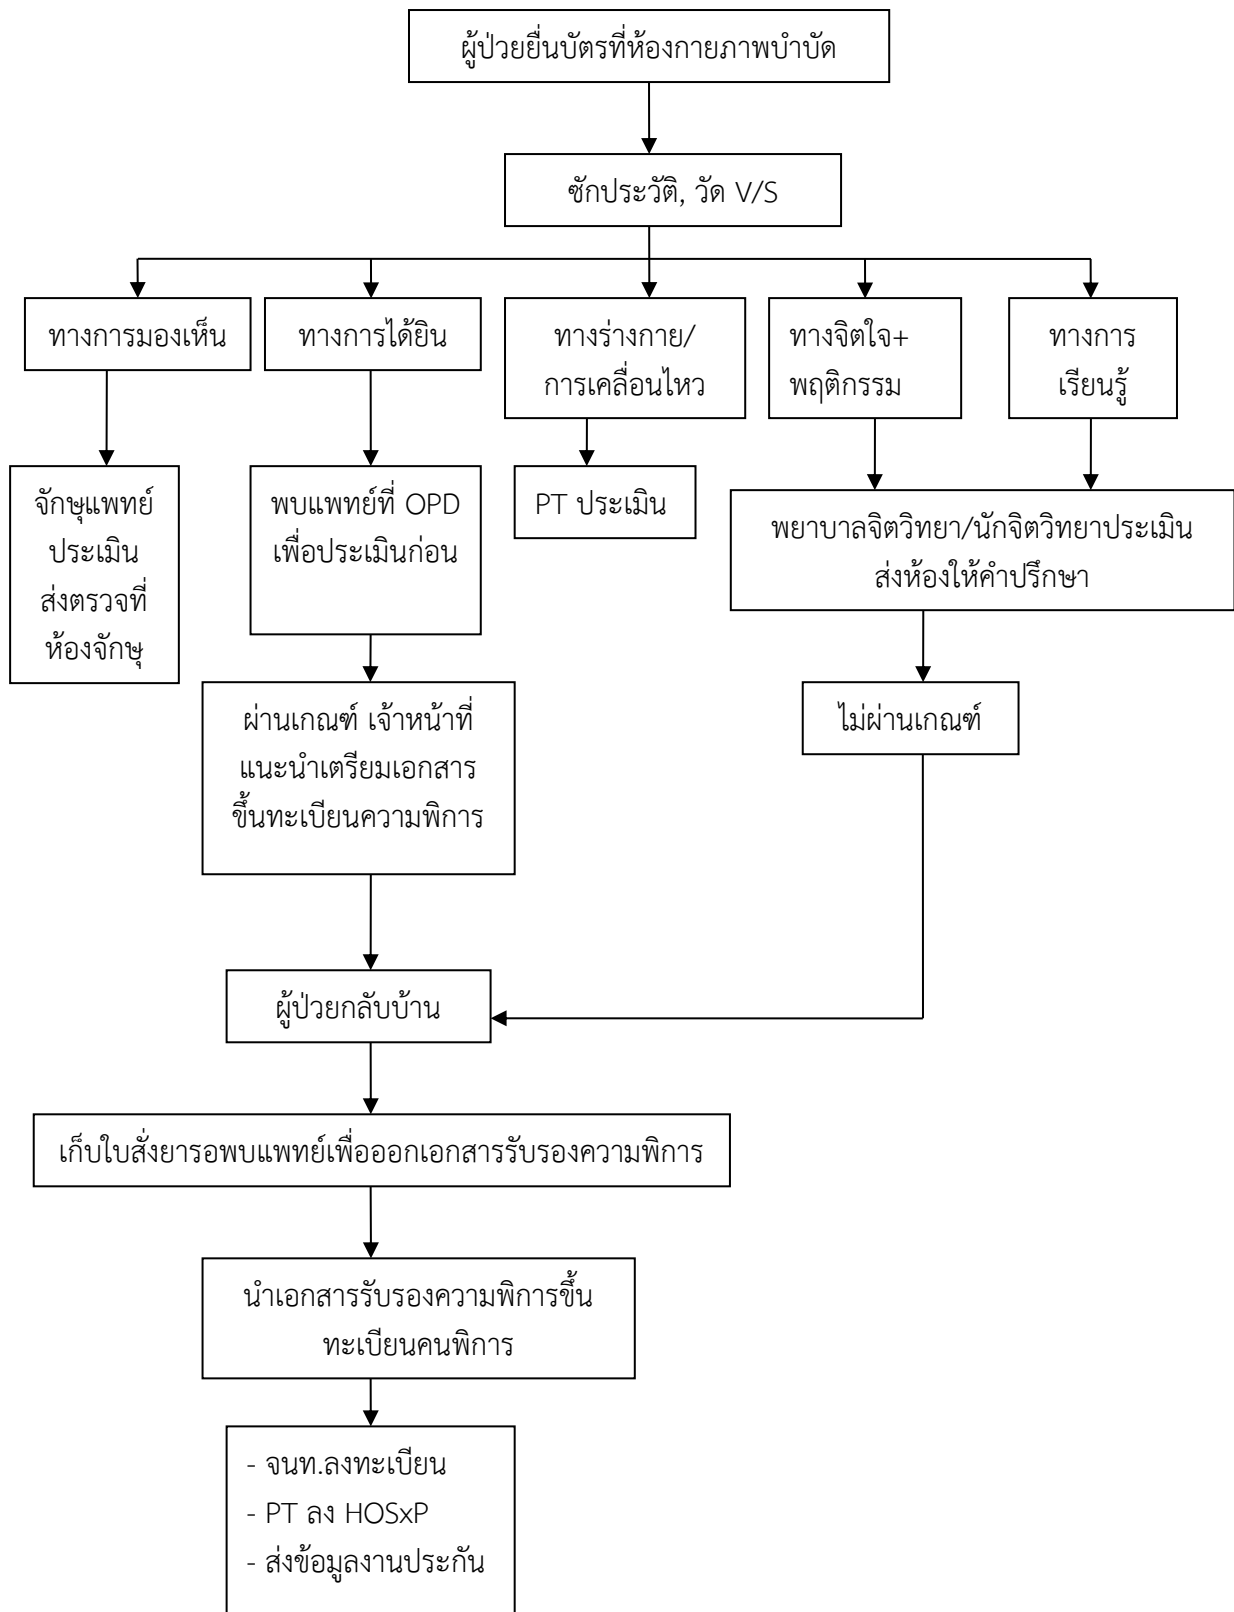 ผู้ป่วยยื่นบัตรที่ห้องกายภาพบำบัด
ซักประวัติ, วัด V/S
ทางการมองเห็น
ทางการได้ยิน
ทางร่างกาย/
การเคลื่อนไหว
ทางจิตใจ+
พฤติกรรม
ทางการ
เรียนรู้
จักษุแพทย์
ประเมิน
ส่งตรวจที่
ห้องจักษุ
พบแพทย์ที่ OPD
เพื่อประเมินก่อน
PT ประเมิน
พยาบาลจิตวิทยา/นักจิตวิทยาประเมิน
ส่งห้องให้คำปรึกษา
ผ่านเกณฑ์ เจ้าหน้าที่
แนะนำเตรียมเอกสาร
ขึ้นทะเบียนความพิการ
ไม่ผ่านเกณฑ์
ผู้ป่วยกลับบ้าน
เก็บใบสั่งยารอพบแพทย์เพื่อออกเอกสารรับรองความพิการ
นำเอกสารรับรองความพิการขึ้น
ทะเบียนคนพิการ
- จนท.ลงทะเบียน
- PT ลง HOSxP
- ส่งข้อมูลงานประกัน